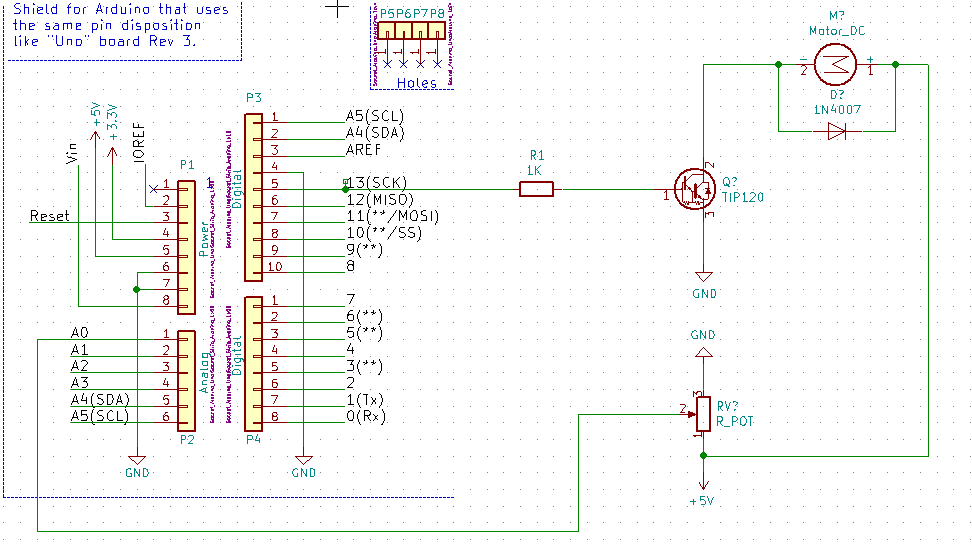 Shield for Arduino that uses
the same pin disposition
like "Uno" board Rev 3.
P5P6P7P8
1 1 1 1
Holes
M?
Motor_DC
- +
2 1
D?
1N4007
+5V
+3.3V
IOREF
Vin
Reset
P1
1
1
2
3
4
5
6
7
8
Power
P3
1 A5(SCL)
2 A4(SDA)
3 AREF
4
5 13(SCK)
6 12(MISO)
7 11(**/MOSI)
8 10(**/SS)
9 9(**)
10 8
Digital
R1
1K
Q?
TIP120
1
2
3
GND
A0 1
A1 2
A2 3
A3 4
A4(SDA) 5
A5(SCL) 6
Analog
P2
1 7
2 6(**)
3 5(**)
4 4
5 3(**)
6 2
7 1(Tx)
8 0(Rx)
Digital
P4
GND
GND
GND
3
2
1
RV?
R_POT
+5V